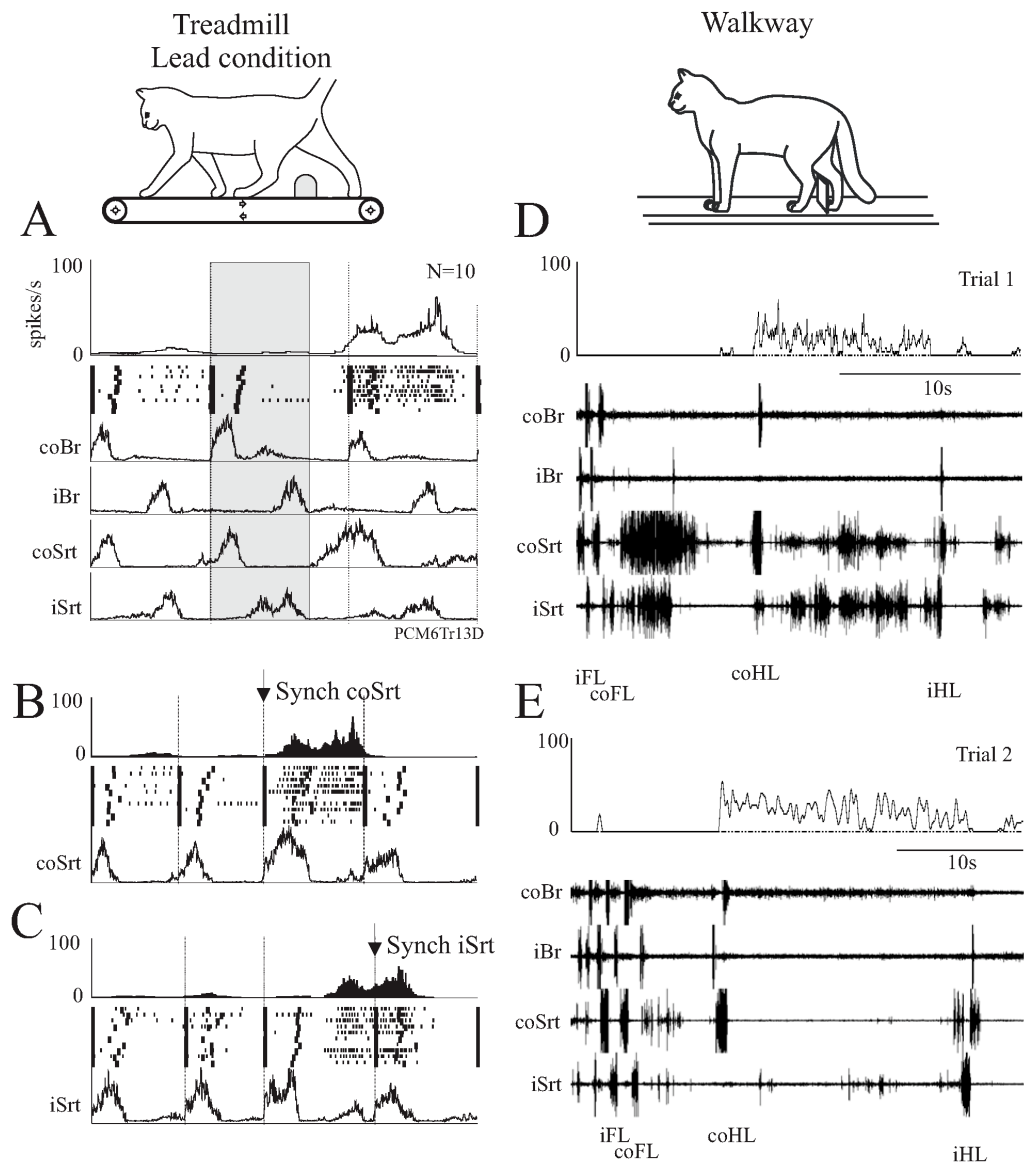 Treadmill
Lead condition
Walkway
A
100
spikes/s
0
N=10
coBr
iBr
coSrt
iSrt
PCM6Tr13D
B
100
0
Synch coSrt
coSrt
C
100
0
Synch iSrt
iSrt
D
100
0
Trial 1
10s
coBr
iBr
coSrt
iSrt
iFL
coFL
coHL
iHL
E
100
0
Trial 2
10s
coBr
iBr
coSrt
iSrt
iFL
coFL
coHL
iHL